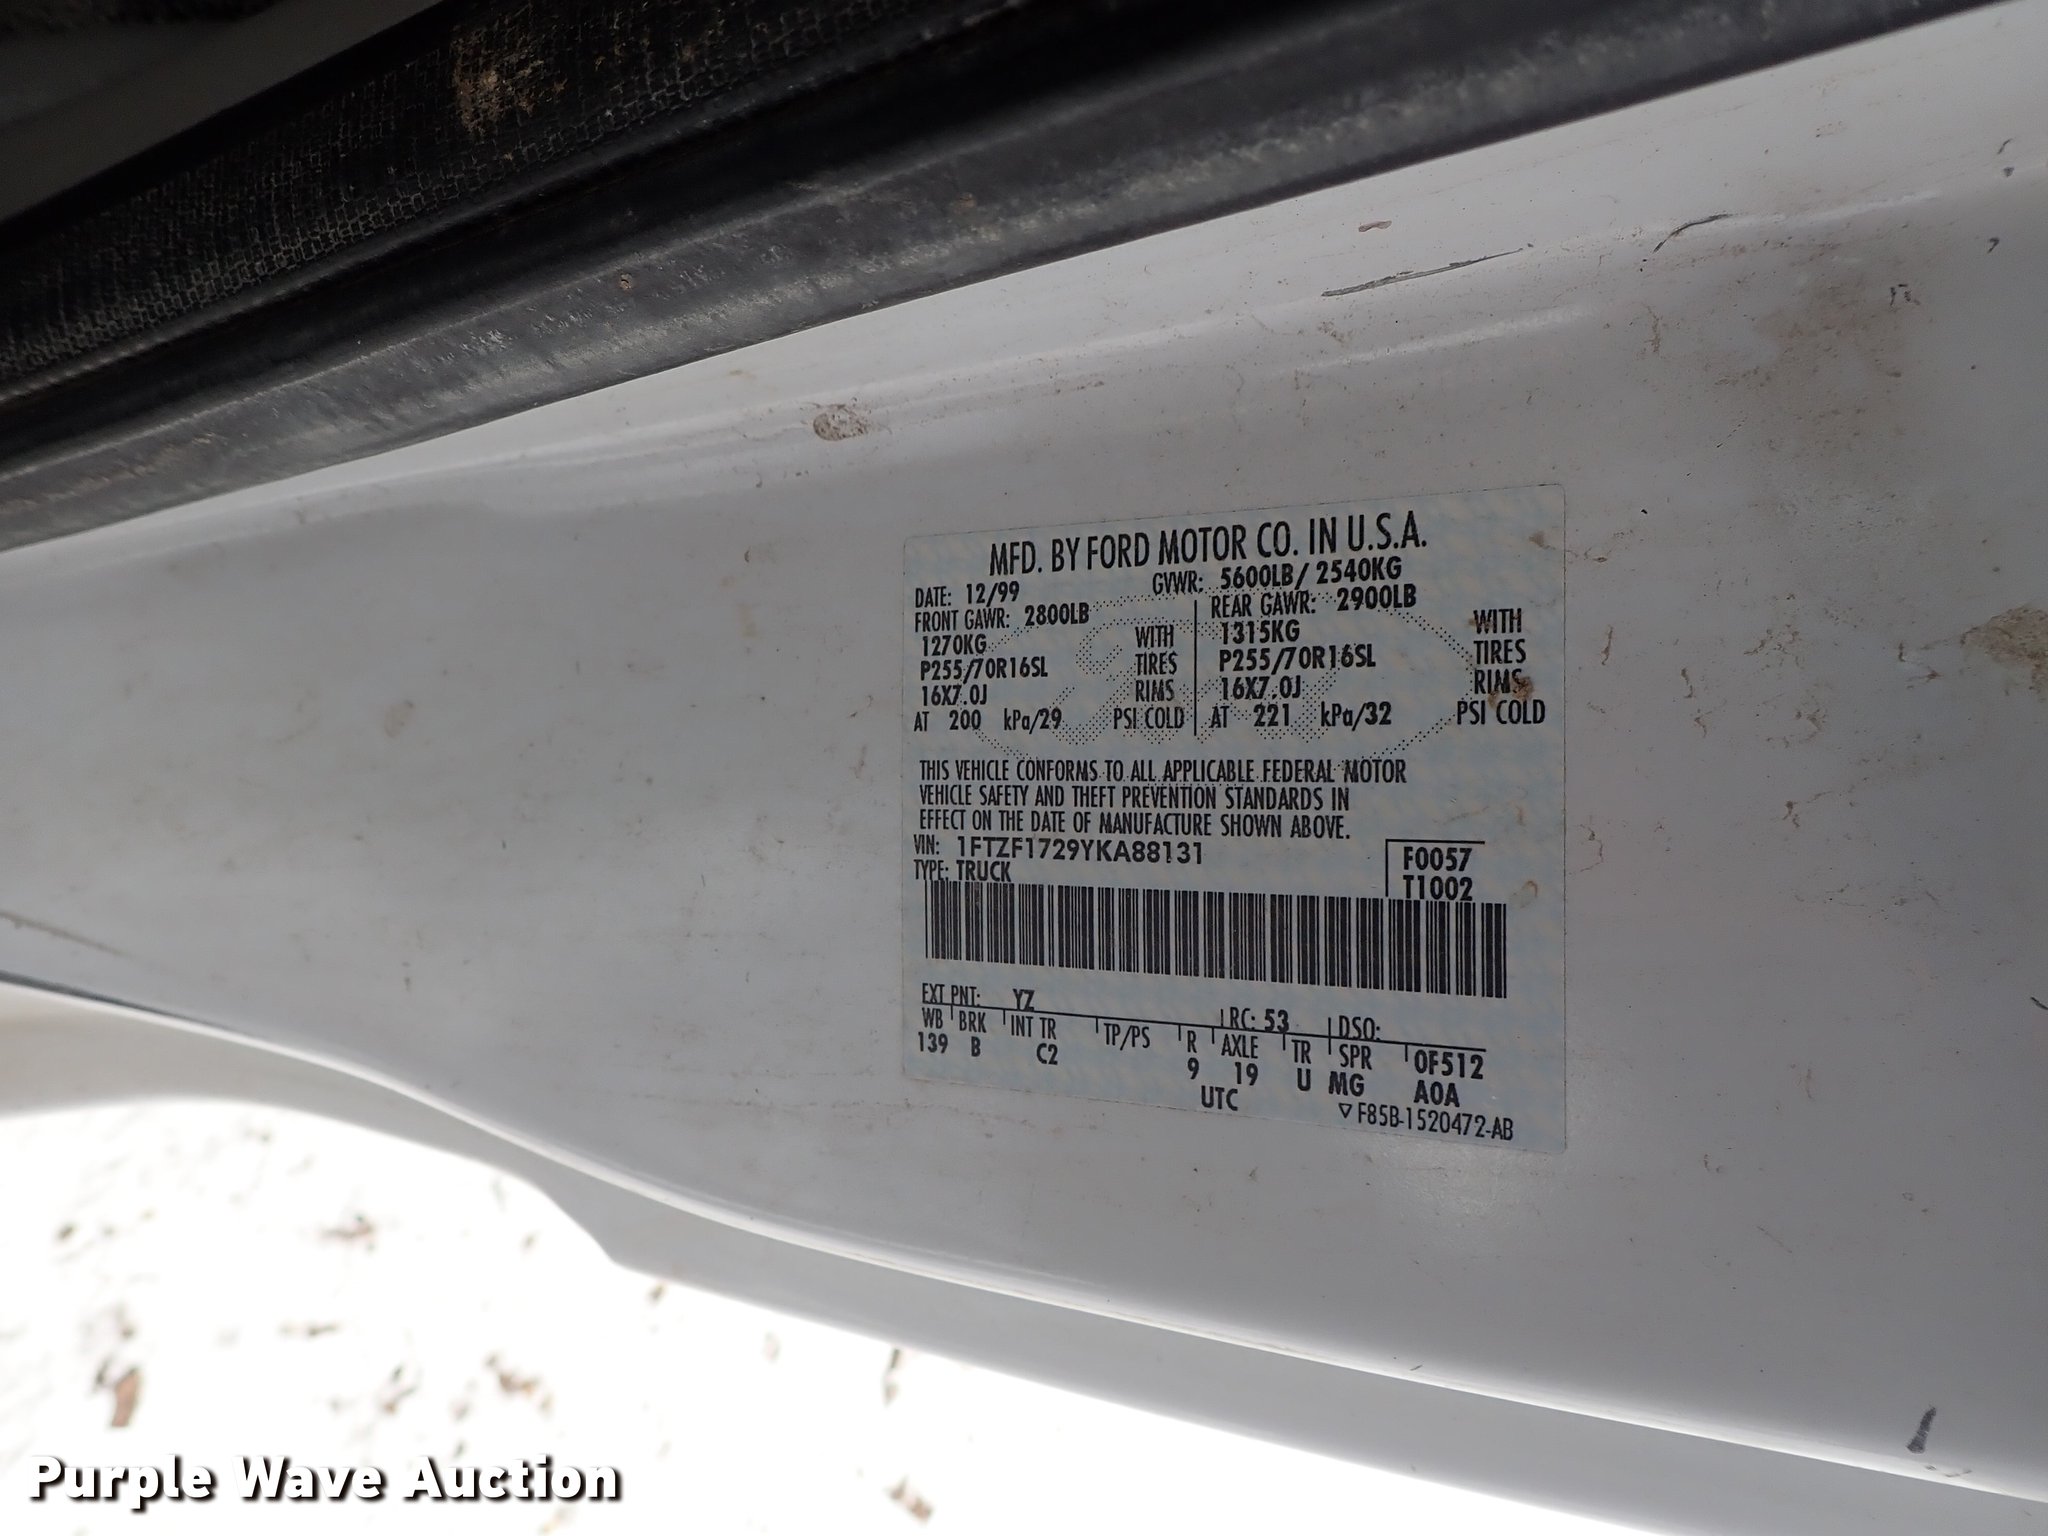 MFD. BY FORD MOTOR CO. IN U.S.A.
DATE: 12/99 GVWR: 5600LB/ 2540KG
FRONT GAWR: 2800LB REAR GAWR: 2900LB
1270KG WITH 1315KG WITH
P255/70R16SL TIRES P255/70R16SL TIRES
16X7.0J RIMS 16X7.0J RIMS
AT 200 kPa/29 PSI COLD AT 221 kPa/32 PSI COLD
THIS VEHICLE CONFORMS TO ALL APPLICABLE FEDERAL MOTOR
VEHICLE SAFETY AND THEFT PREVENTION STANDARDS IN
EFFECT ON THE DATE OF MANUFACTURE SHOWN ABOVE.
VIN: 1FTZF1729YKA88131 F0057
TYPE: TRUCK T1002
EXT PNT: YZ RC: 53 DSO:
WB BRK INT TR TP/PS R AXLE TR SPR 0F512
139 B C2 9 19 U MG A0A
UTC ▽F85B-1520472-AB
Purple Wave Auction